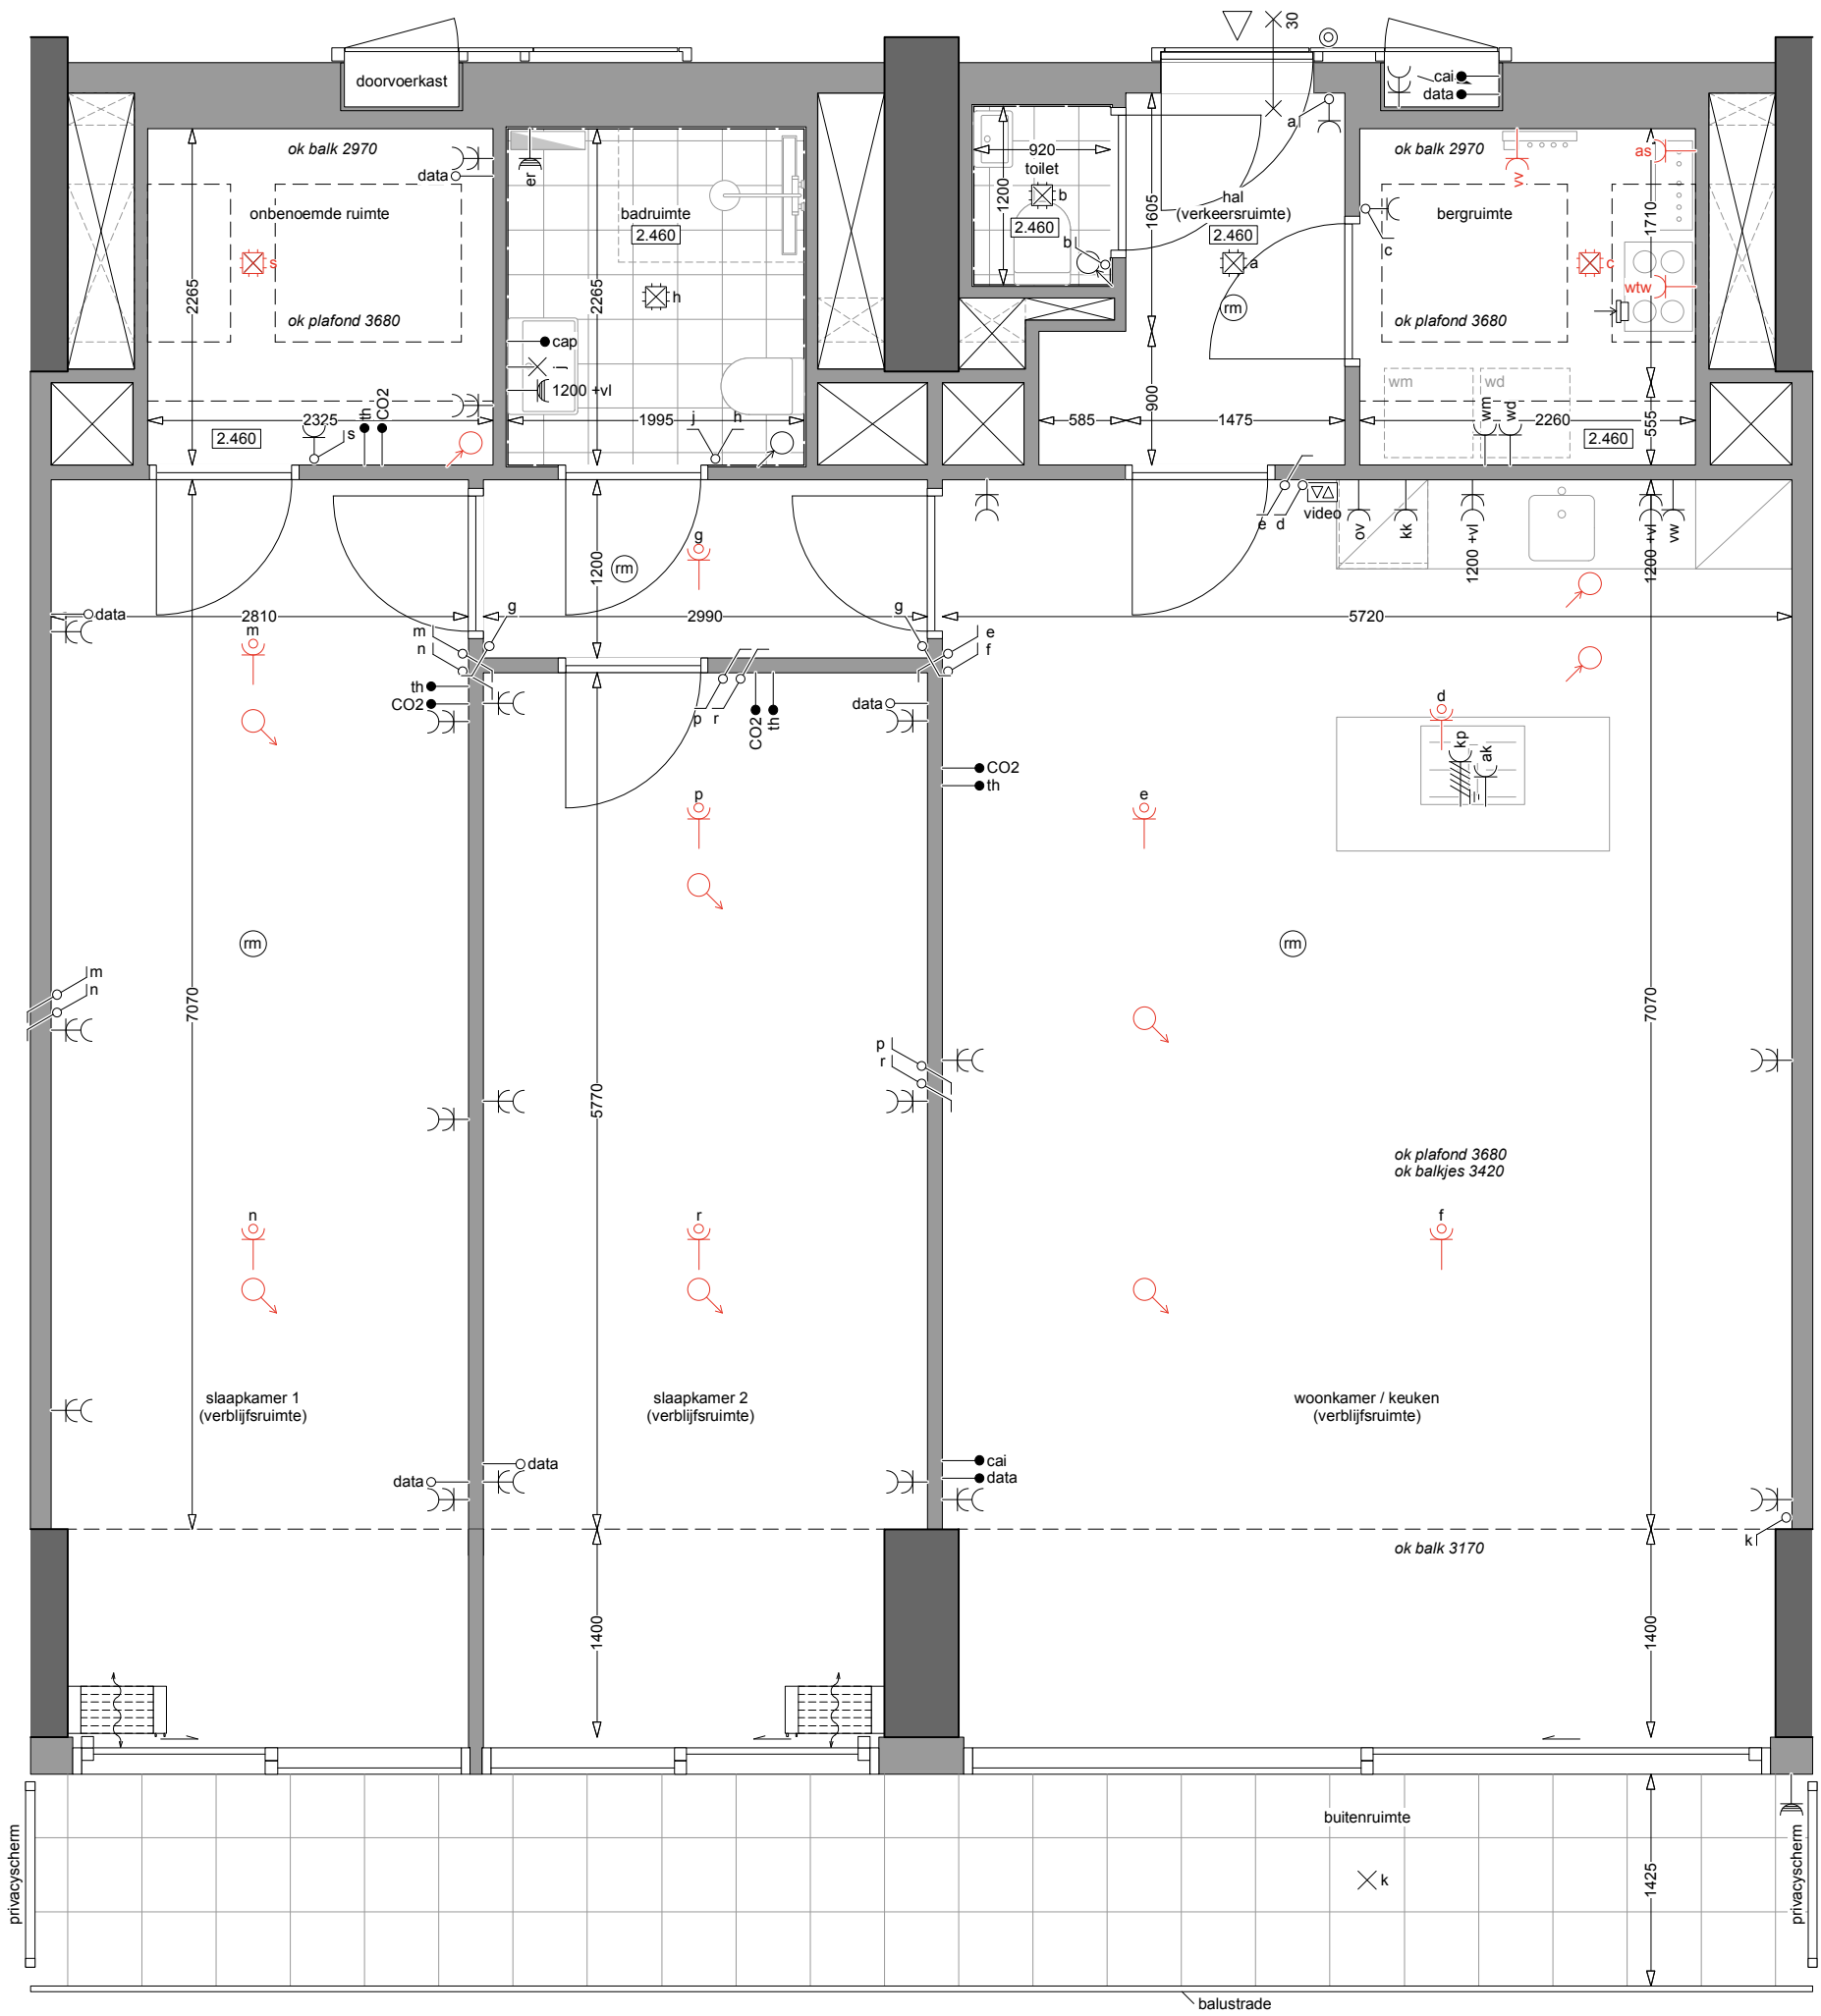 30
doorvoerkast
cai
data
a
ok balk 2970
data
er
920
toilet
1200
b
2.460
b
1605
hal
(verkeersruimte)
2.460
a
rm
ok balk 2970
vv
as
1710
bergruimte
c
c
wtw
ok plafond 3680
onbenoemde ruimte
s
2265
ok plafond 3680
badruimte
2.460
2265
h
cap
j
1200 +vl
2325
th
CO2
2.460
s
1995
j
h
585
900
1475
wm
wd
wm
wd
2260
555
2.460
e
d
video
ov
kk
1200 +vl
1200 +vl
vw
g
rm
1200
data
2810
m
m
n
g
2990
g
e
f
5720
th
CO2
p
r
CO2
th
data
d
kp
ak
CO2
th
p
e
rm
rm
m
n
7070
7070
p
r
5770
ok plafond 3680
ok balkjes 3420
n
r
f
slaapkamer 1
(verblijfsruimte)
slaapkamer 2
(verblijfsruimte)
woonkamer / keuken
(verblijfsruimte)
data
data
cai
data
k
ok balk 3170
1400
1400
buitenruimte
privacyscherm
privacyscherm
k
1425
balustrade